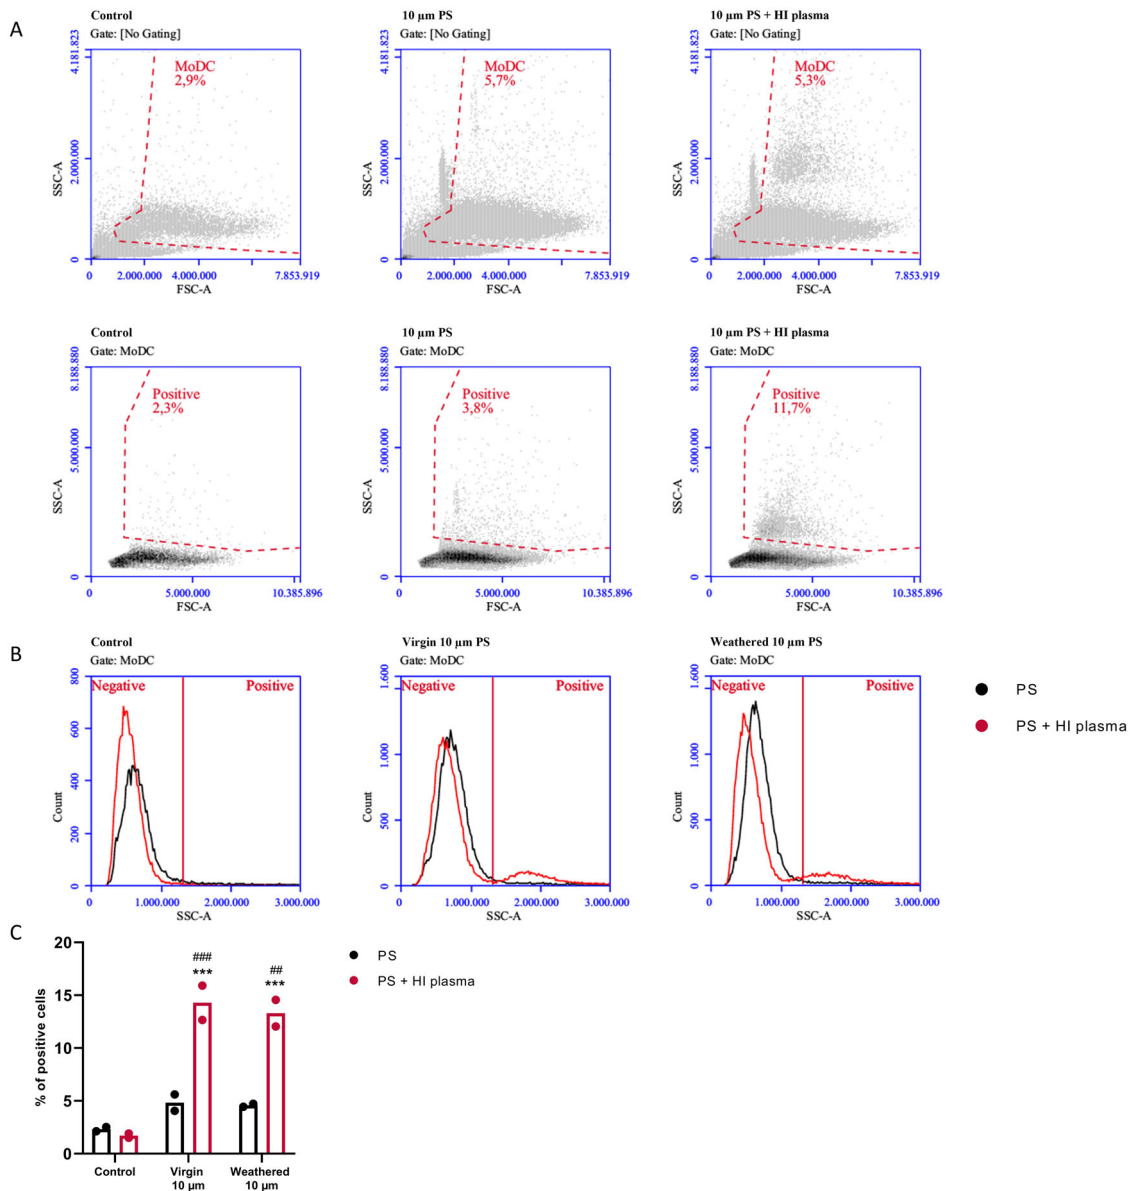 A
Control
Gate: [No Gating]
4.181.823
2.000.000
0
SSC-A
MoDC
2,9%
0 2.000.000 4.000.000 7.853.919
FSC-A
10 µm PS
Gate: [No Gating]
4.181.823
2.000.000
0
SSC-A
MoDC
5,7%
0 2.000.000 4.000.000 7.853.919
FSC-A
10 µm PS + HI plasma
Gate: [No Gating]
4.181.823
2.000.000
0
SSC-A
MoDC
5,3%
0 2.000.000 4.000.000 7.853.919
FSC-A
Control
Gate: MoDC
8.188.880
5.000.000
0
SSC-A
Positive
2,3%
0 5.000.000 10.385.896
FSC-A
10 µm PS
Gate: MoDC
8.188.880
5.000.000
0
SSC-A
Positive
3,8%
0 5.000.000 10.385.896
FSC-A
10 µm PS + HI plasma
Gate: MoDC
8.188.880
5.000.000
0
SSC-A
Positive
11,7%
0 5.000.000 10.385.896
FSC-A
B
Control
Gate: MoDC
800
600
400
200
0
Count
Negative Positive
0 1.000.000 2.000.000 3.000.000
SSC-A
Virgin 10 µm PS
Gate: MoDC
1.600
1.000
500
0
Count
Negative Positive
0 1.000.000 2.000.000 3.000.000
SSC-A
Weathered 10 µm PS
Gate: MoDC
1.600
1.000
500
0
Count
Negative Positive
0 1.000.000 2.000.000 3.000.000
SSC-A
PS
PS + HI plasma
C
20
15
10
5
0
% of positive cells
###
***
##
***
Control
Virgin
10 µm
Weathered
10 µm
PS
PS + HI plasma